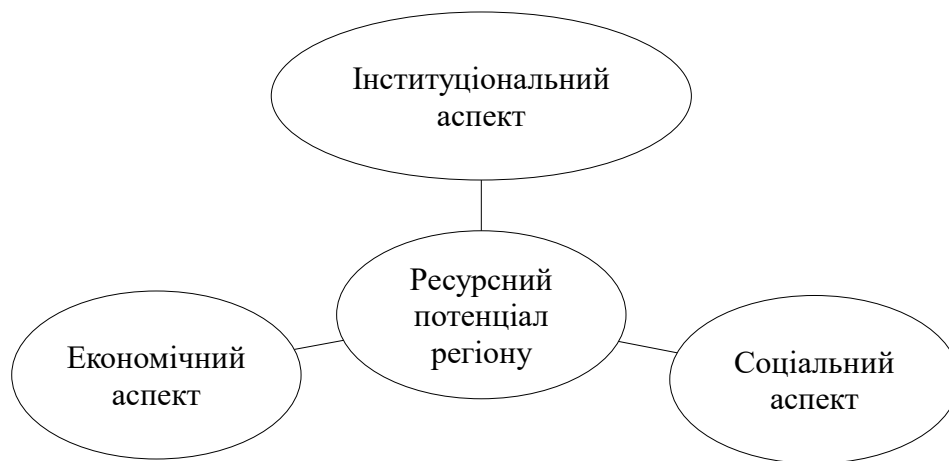 Інституціональний
аспект
Ресурсний
потенціал
регіону
Економічний
аспект
Соціальний
аспект